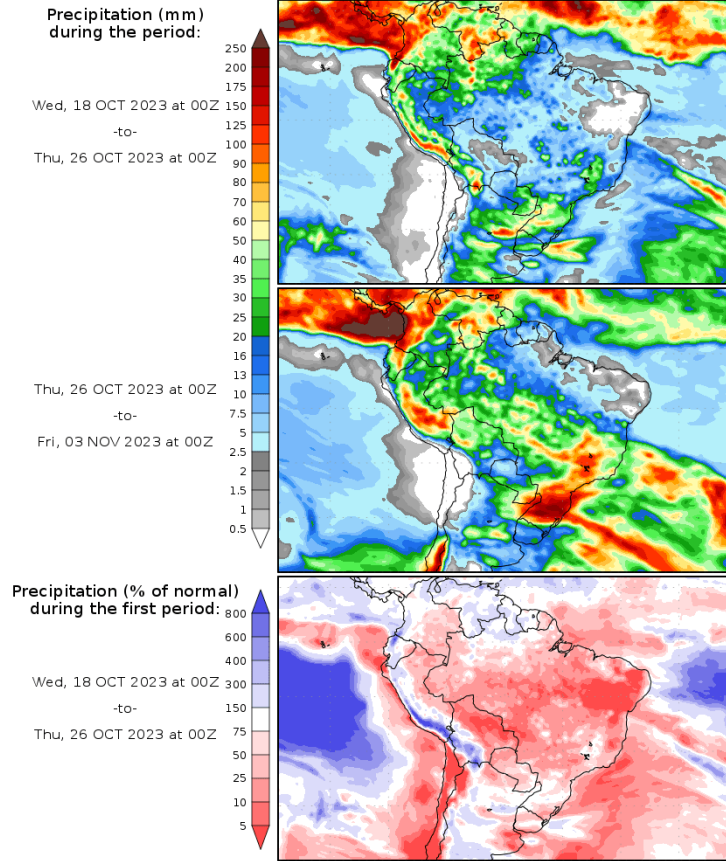 Precipitation (mm)
during the period:
Wed, 18 OCT 2023 at 00Z
-to-
Thu, 26 OCT 2023 at 00Z
250
200
175
150
125
100
90
80
70
60
50
40
35
30
25
20
16
13
10
7.5
5
2.5
2
1.5
1
0.5
Thu, 26 OCT 2023 at 00Z
-to-
Fri, 03 NOV 2023 at 00Z
Precipitation (% of normal)
during the first period:
Wed, 18 OCT 2023 at 00Z
-to-
Thu, 26 OCT 2023 at 00Z
800
600
400
300
150
75
50
25
10
5